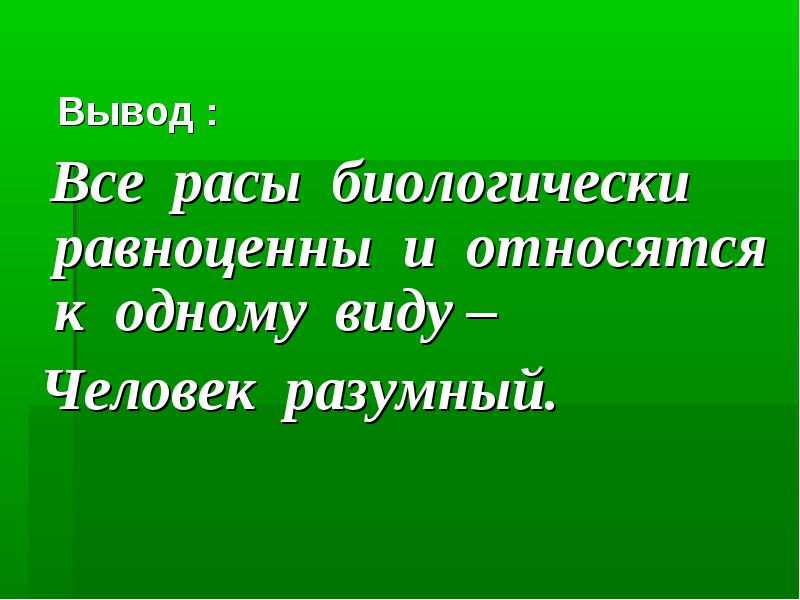 Вывод :
Все расы биологически
равноценны и относятся
к одному виду –
Человек разумный.